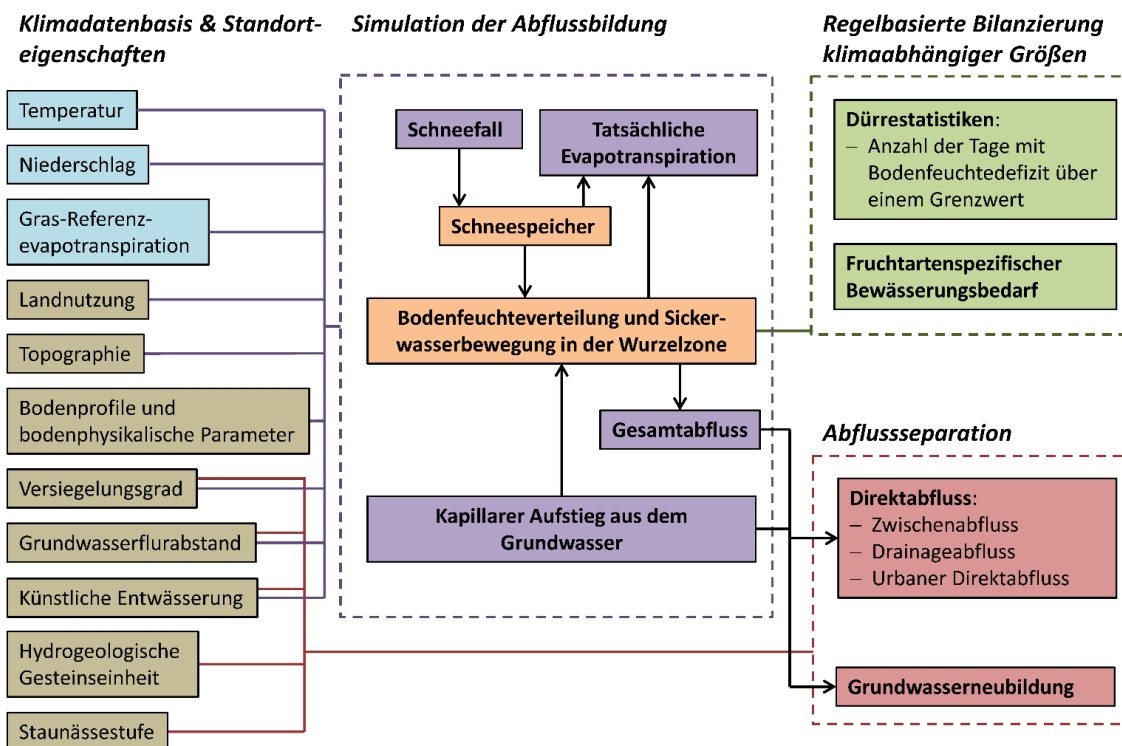 Klimadatenbasis & Standort-
eigenschaften
Temperatur
Niederschlag
Gras-Referenz-
evapotranspiration
Landnutzung
Topographie
Bodenprofile und
bodenphysikalische Parameter
Versiegelungsgrad
Grundwasserflurabstand
Künstliche Entwässerung
Hydrogeologische
Gesteinseinheit
Staunässestufe
Simulation der Abflussbildung
Schneefall
Tatsächliche
Evapotranspiration
Schneespeicher
Bodenfeuchteverteilung und Sicker-
wasserbewegung in der Wurzelzone
Gesamtabfluss
Kapillarer Aufstieg aus dem
Grundwasser
Regelbasierte Bilanzierung
klimaabhängiger Größen
Dürrestatistiken:
– Anzahl der Tage mit
Bodenfeuchtedefizit über
einem Grenzwert
Fruchtartenspezifischer
Bewässerungsbedarf
Abflussseparation
Direktabfluss:
– Zwischenabfluss
– Drainageabfluss
– Urbaner Direktabfluss
Grundwasserneubildung